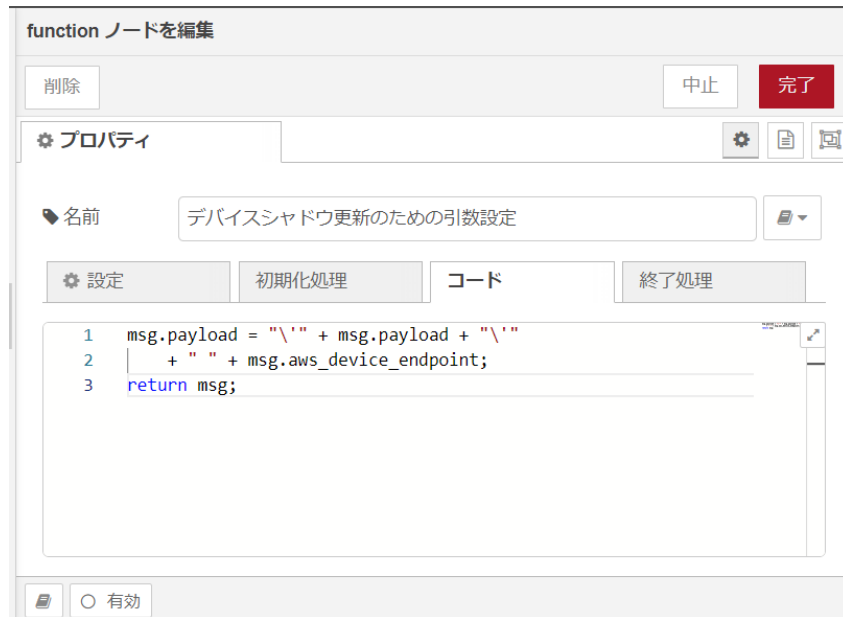 function ノードを編集
削除
中止
完了
プロパティ
名前
デバイスシャドウ更新のための引数設定
設定
初期化処理
コード
終了処理
1 msg.payload = "\'" + msg.payload + "\'"
2 + " " + msg.aws_device_endpoint;
3 return msg;
有効